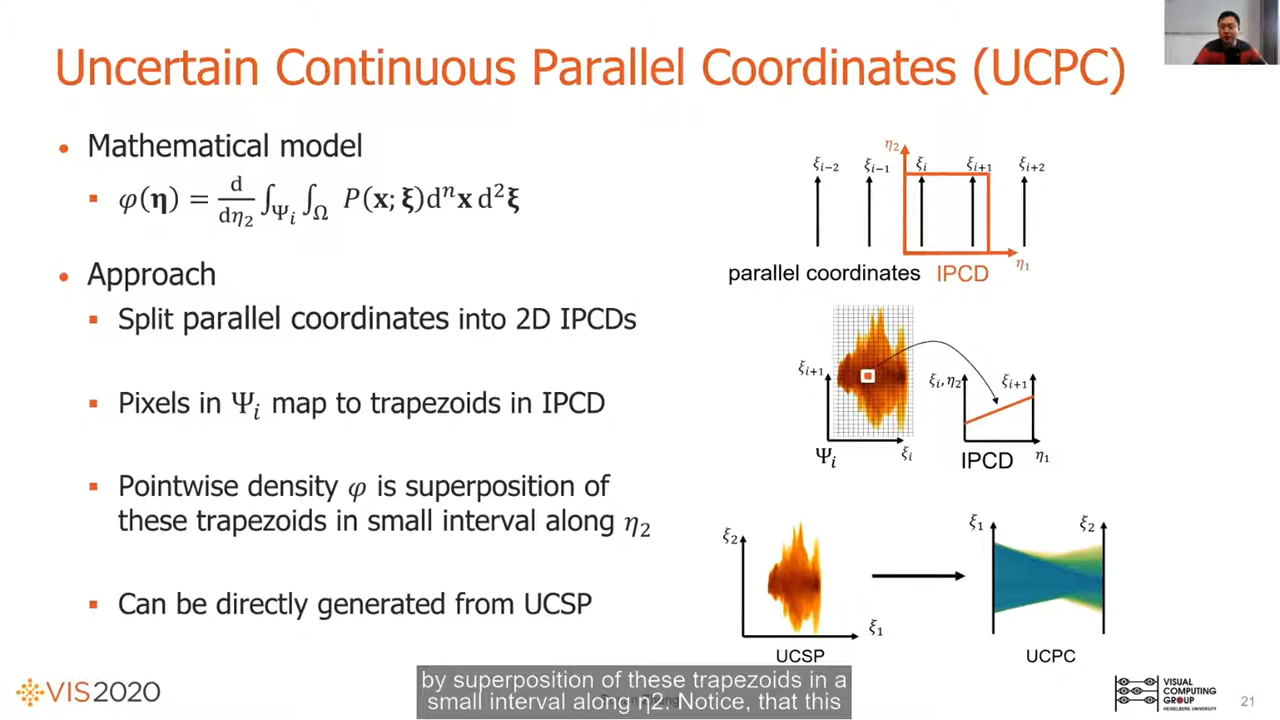 Uncertain Continuous Parallel Coordinates (UCPC)
• Mathematical model
▪ φ(η) = d/dη₂ ∫Ψᵢ ∫Ω P(x; ξ)dⁿx d²ξ
• Approach
▪ Split parallel coordinates into 2D IPCDs
▪ Pixels in Ψᵢ map to trapezoids in IPCD
▪ Pointwise density φ is superposition of
these trapezoids in small interval along η₂
▪ Can be directly generated from UCSP
η₂
ξᵢ₋₂ ξᵢ₋₁ ξᵢ ξᵢ₊₁ ξᵢ₊₂
η₁
parallel coordinates IPCD
ξᵢ₊₁ ξᵢ, η₂ ξᵢ₊₁
Ψᵢ ξᵢ IPCD η₁
ξ₂ ξ₁ ξ₂
ξ₁
UCSP UCPC
by superposition of these trapezoids in a
small interval along η2. Notice, that this
VIS2020
VISUAL
COMPUTING
GROUP
HEIDELBERG UNIVERSITY
21